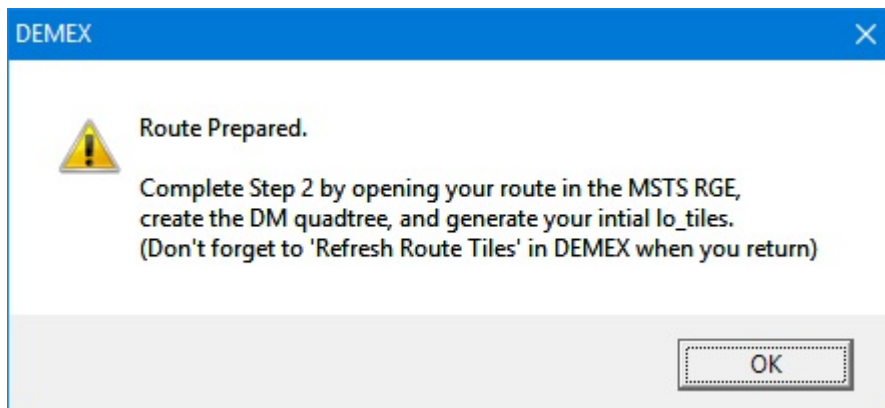 DEMEX
Route Prepared.
Complete Step 2 by opening your route in the MSTS RGE,
create the DM quadtree, and generate your intial lo_tiles.
(Don't forget to 'Refresh Route Tiles' in DEMEX when you return)
OK